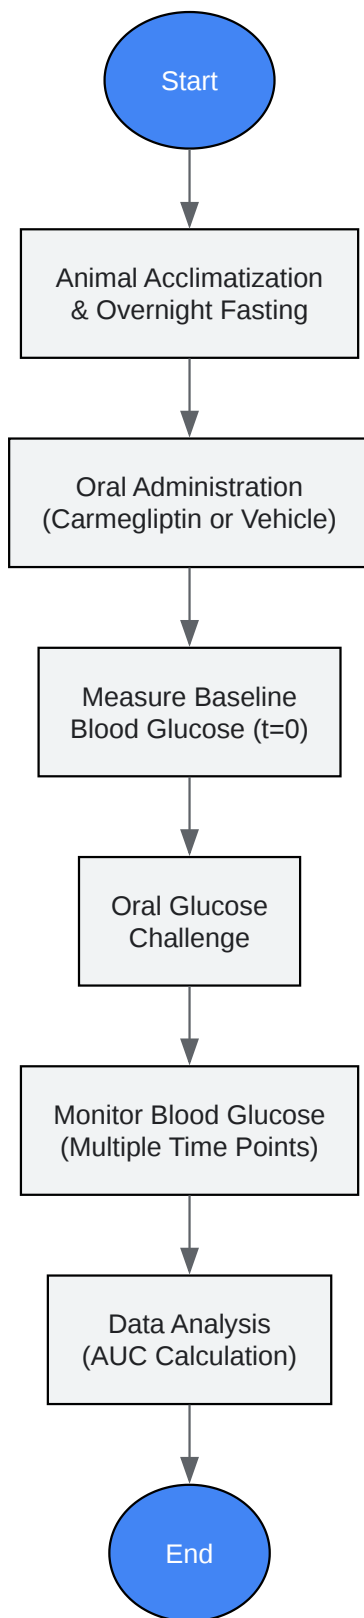 Start
Animal Acclimatization
& Overnight Fasting
Oral Administration
(Carmegliptin or Vehicle)
Measure Baseline
Blood Glucose (t=0)
Oral Glucose
Challenge
Monitor Blood Glucose
(Multiple Time Points)
Data Analysis
(AUC Calculation)
End